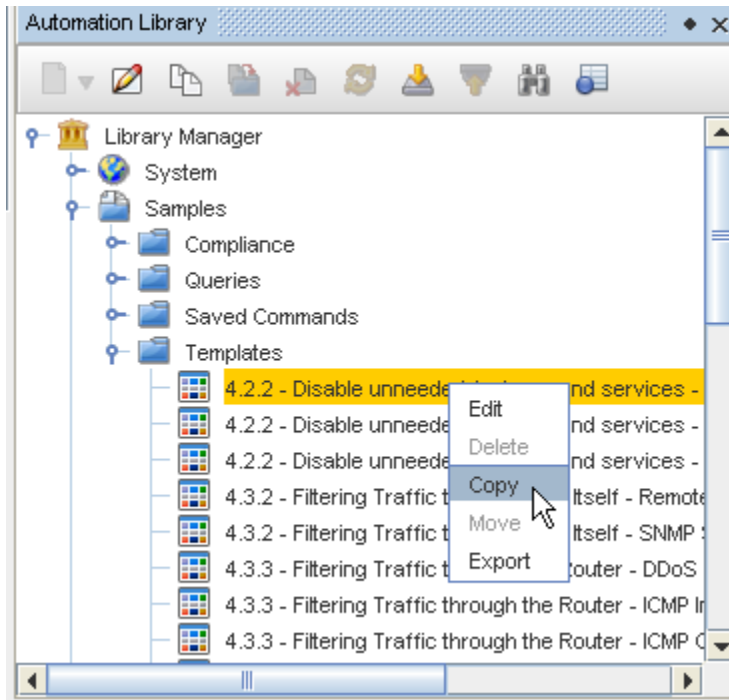 Automation Library
Library Manager
System
Samples
Compliance
Queries
Saved Commands
Templates
4.2.2 - Disable unneede nd services -
4.2.2 - Disable unneede nd services -
4.2.2 - Disable unneede nd services -
4.3.2 - Filtering Traffic t Itself - Remote
4.3.2 - Filtering Traffic t Itself - SNMP
4.3.3 - Filtering Traffic t outer - DDoS
4.3.3 - Filtering Traffic through the Router - ICMP
4.3.3 - Filtering Traffic through the Router - ICMP
Edit
Delete
Copy
Move
Export